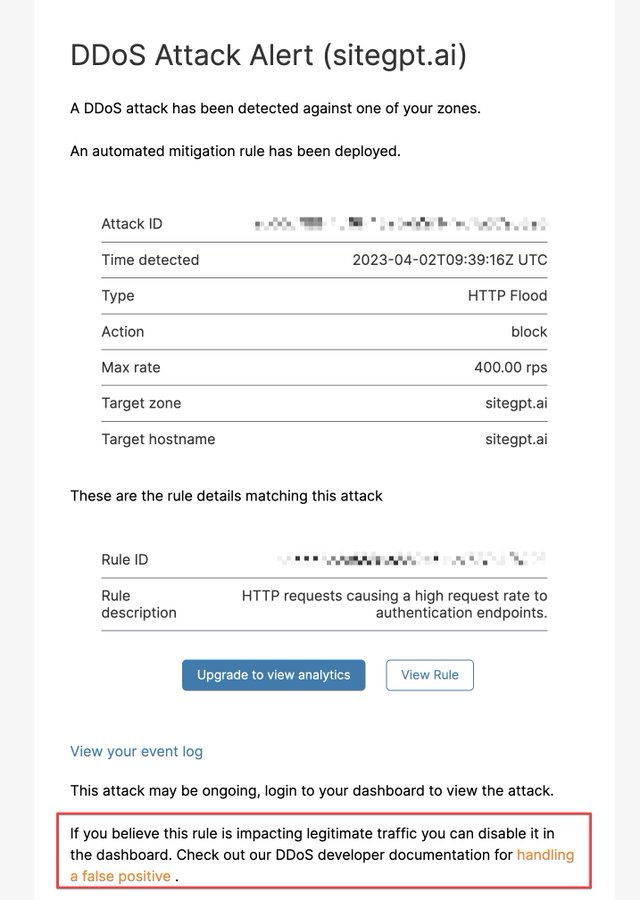 DDoS Attack Alert (sitegpt.ai)
A DDoS attack has been detected against one of your zones.
An automated mitigation rule has been deployed.
Attack ID
Time detected 2023-04-02T09:39:16Z UTC
Type HTTP Flood
Action block
Max rate 400.00 rps
Target zone sitegpt.ai
Target hostname sitegpt.ai
These are the rule details matching this attack
Rule ID
Rule description HTTP requests causing a high request rate to
authentication endpoints.
Upgrade to view analytics View Rule
View your event log
This attack may be ongoing, login to your dashboard to view the attack.
If you believe this rule is impacting legitimate traffic you can disable it in
the dashboard. Check out our DDoS developer documentation for handling
a false positive .